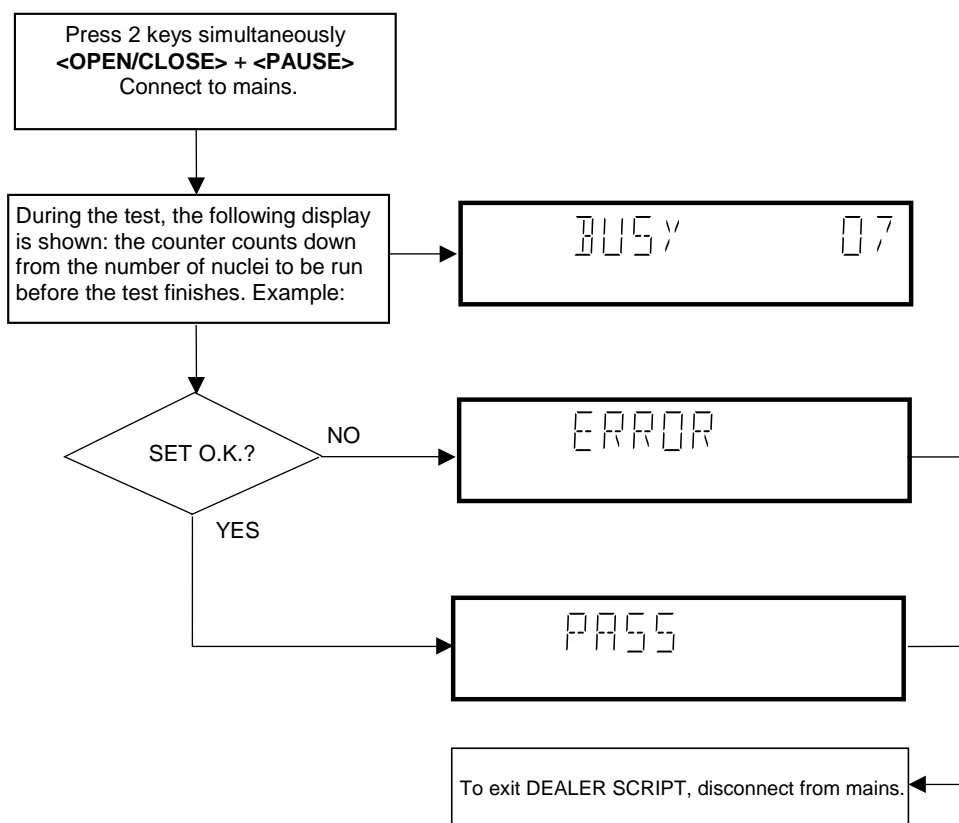 Press 2 keys simultaneously
<OPEN/CLOSE> + <PAUSE>
Connect to mains.
During the test, the following display
is shown: the counter counts down
from the number of nuclei to be run
before the test finishes. Example:
BUSY 07
SET O.K.?
NO
ERROR
YES
PASS
To exit DEALER SCRIPT, disconnect from mains.